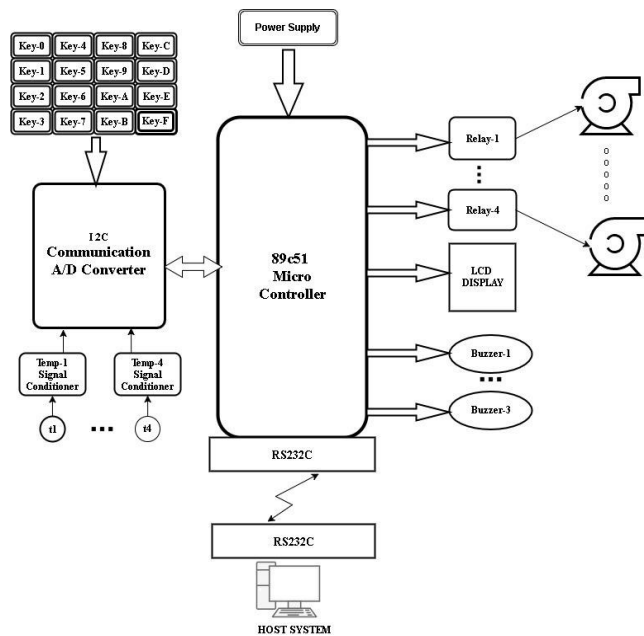 Power Supply
Key-0 Key-4 Key-8 Key-C
Key-1 Key-5 Key-9 Key-D
Key-2 Key-6 Key-A Key-E
Key-3 Key-7 Key-B Key-F
I2C
Communication
A/D Converter
Temp-1
Signal
Conditioner
Temp-4
Signal
Conditioner
t1
t4
89c51
Micro
Controller
Relay-1
Relay-4
LCD
DISPLAY
Buzzer-1
Buzzer-3
RS232C
RS232C
HOST SYSTEM